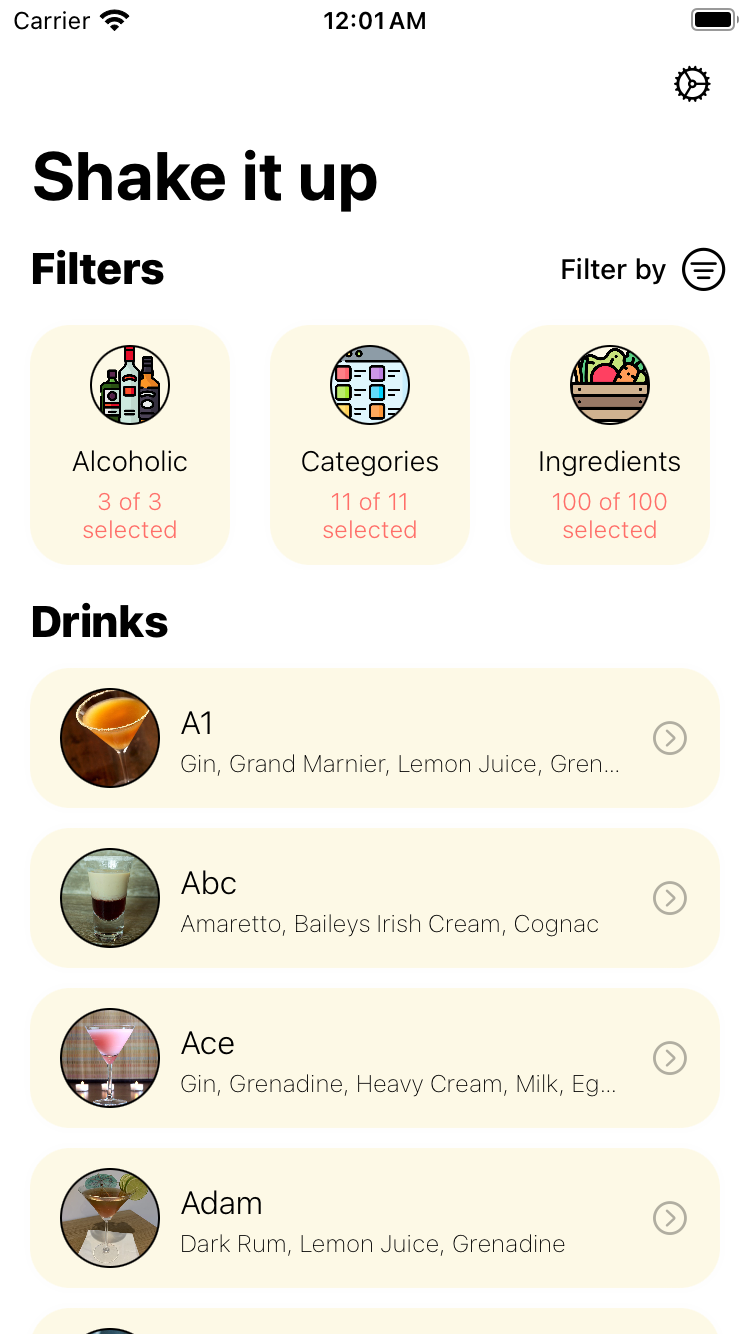 Carrier 12:01 AM
Shake it up
Filters
Filter by
Alcoholic
3 of 3
selected
Categories
11 of 11
selected
Ingredients
100 of 100
selected
Drinks
A1
Gin, Grand Marnier, Lemon Juice, Gren...
Abc
Amaretto, Baileys Irish Cream, Cognac
Ace
Gin, Grenadine, Heavy Cream, Milk, Eg...
Adam
Dark Rum, Lemon Juice, Grenadine